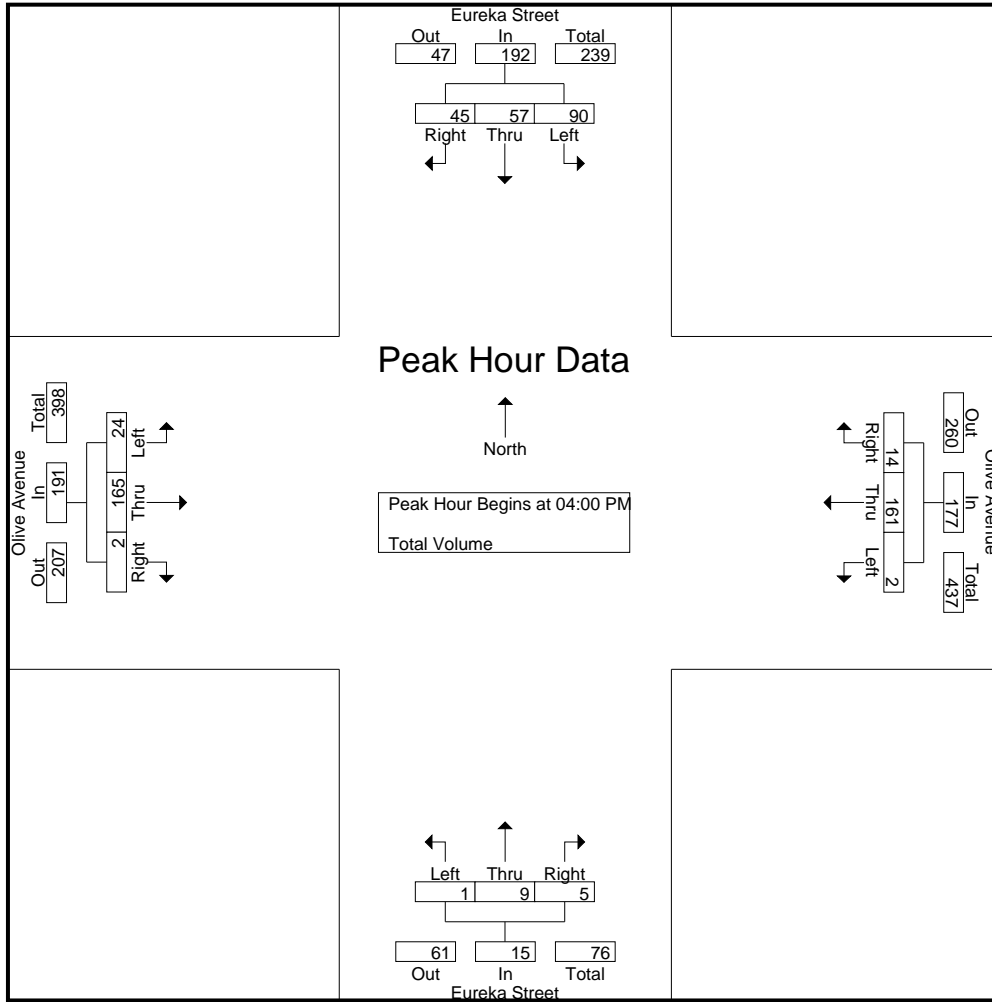 Eureka Street
Out In Total
47 192 239
45 57 90
Right Thru Left
Peak Hour Data
North
Peak Hour Begins at 04:00 PM
Total Volume
Olive Avenue
Total In Out
398 191 207
24 165 2
Left Thru Right
Olive Avenue
Out In Total
260 177 437
14 161 2
Right Thru Left
Left Thru Right
1 9 5
61 15 76
Out In Total
Eureka Street